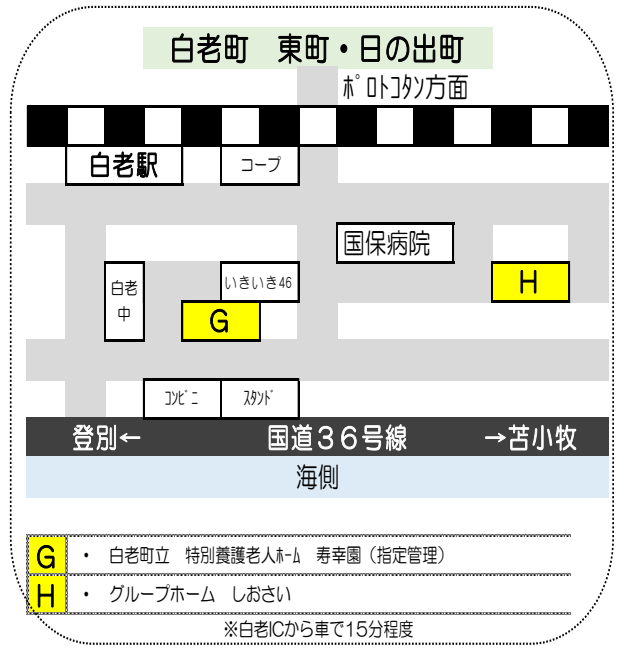 白老町　東町・日の出町
ﾎﾟﾛﾄｺﾀﾝ方面
白老駅
コープ
国保病院
白老中
いきいき46
H
G
ｺﾝﾋﾞﾆ
ｽﾀﾝﾄﾞ
登別← 国道３６号線 →苫小牧
海側
G ・ 白老町立　特別養護老人ﾎｰﾑ　寿幸園（指定管理）
H ・ グループホーム　しおさい
※白老ICから車で15分程度